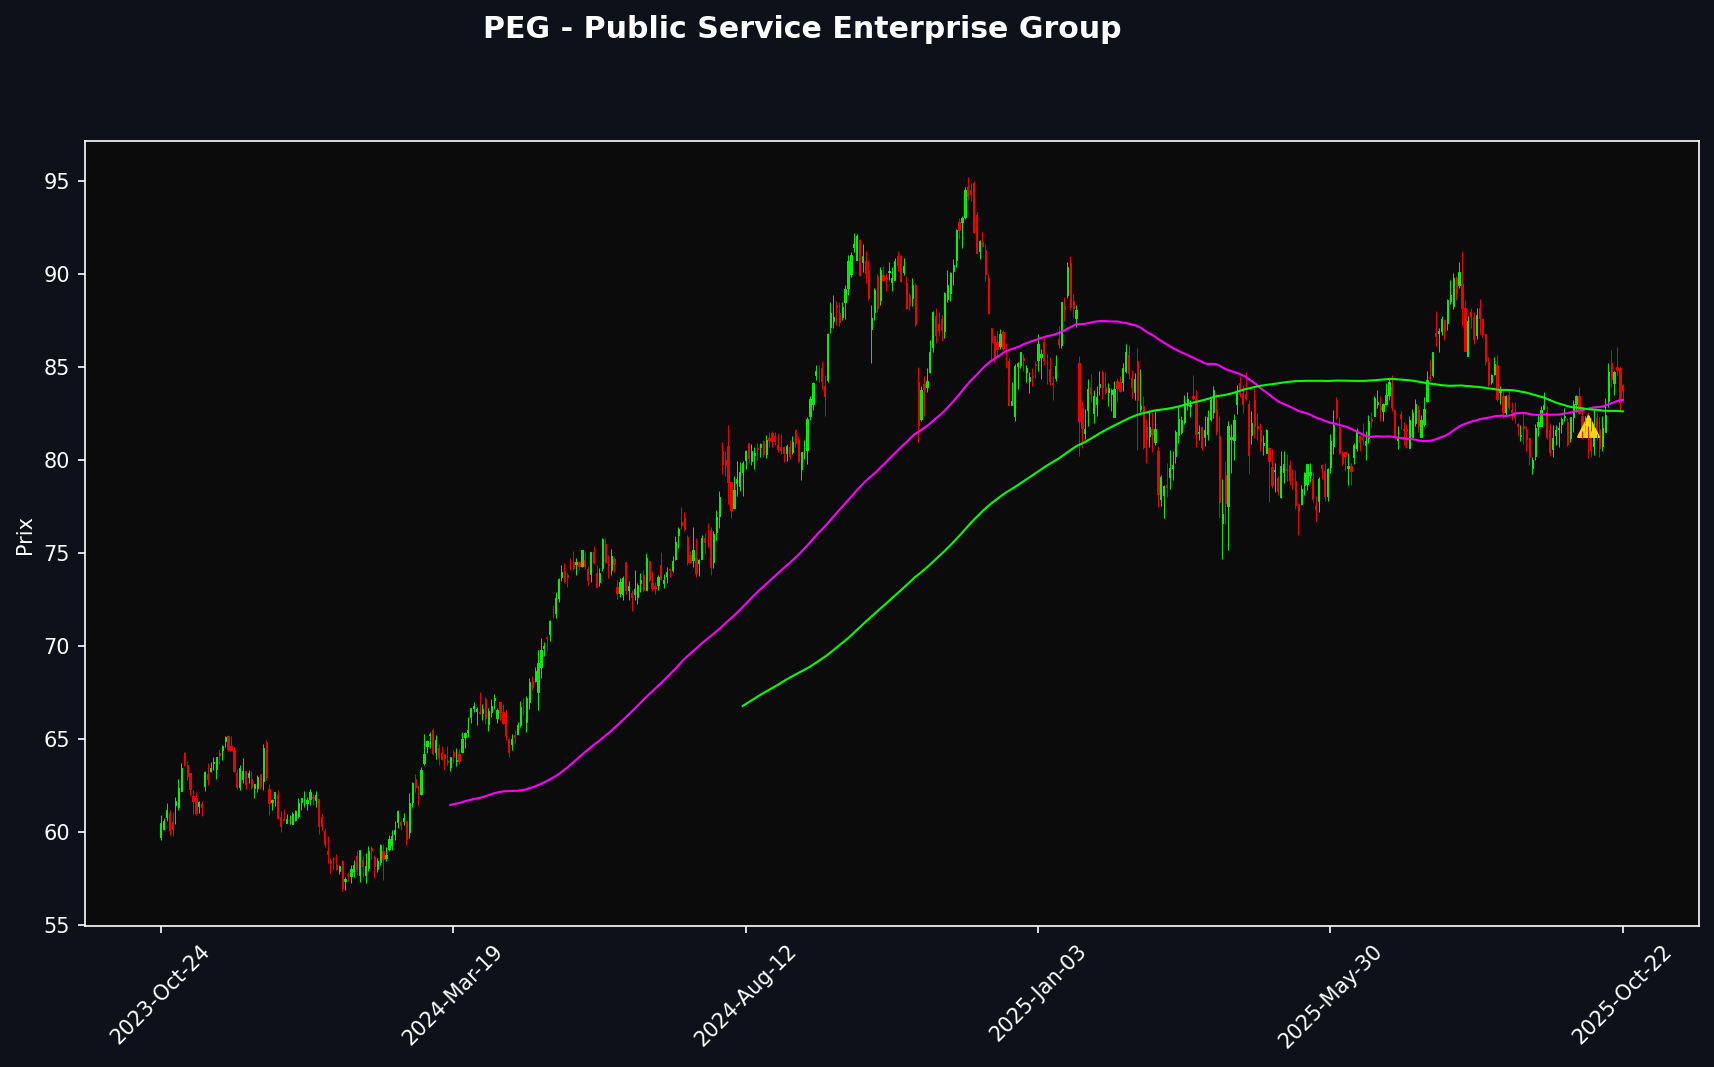 PEG - Public Service Enterprise Group
Prix
95
90
85
80
75
70
65
60
55
2023-Oct-24
2024-Mar-19
2024-Aug-12
2025-Jan-03
2025-May-30
2025-Oct-22